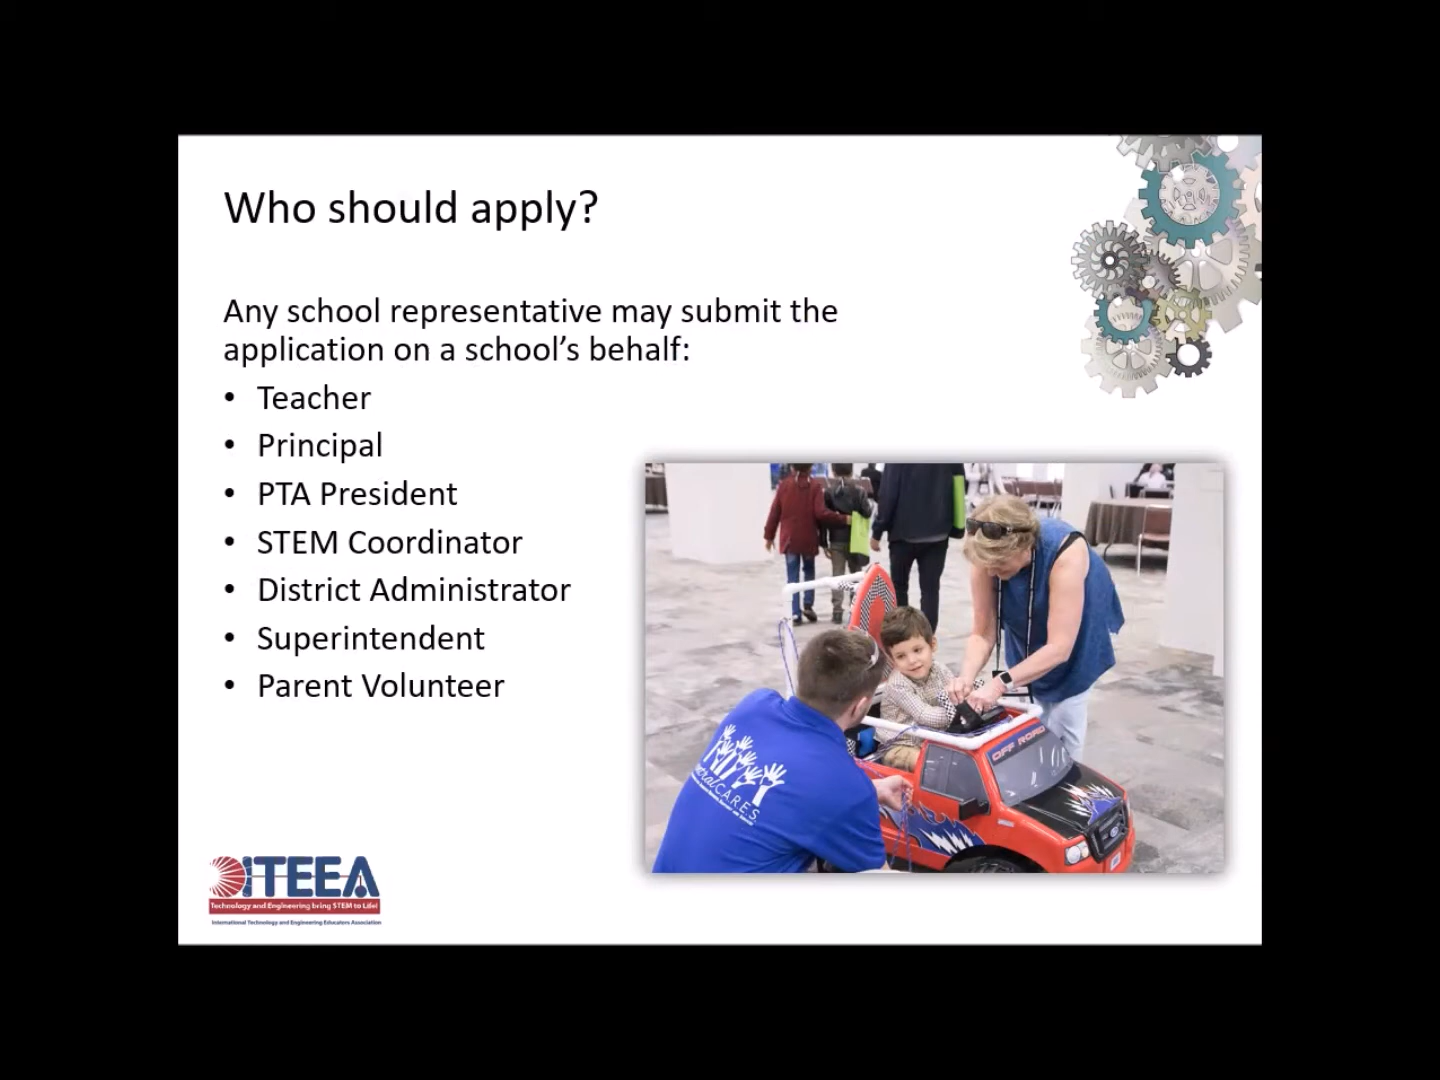 Who should apply?
Any school representative may submit the
application on a school’s behalf:
• Teacher
• Principal
• PTA President
• STEM Coordinator
• District Administrator
• Superintendent
• Parent Volunteer
OFF ROAD
CARES
ITEEA
Technology and Engineering bring STEM to Life!
International Technology and Engineering Educators Association